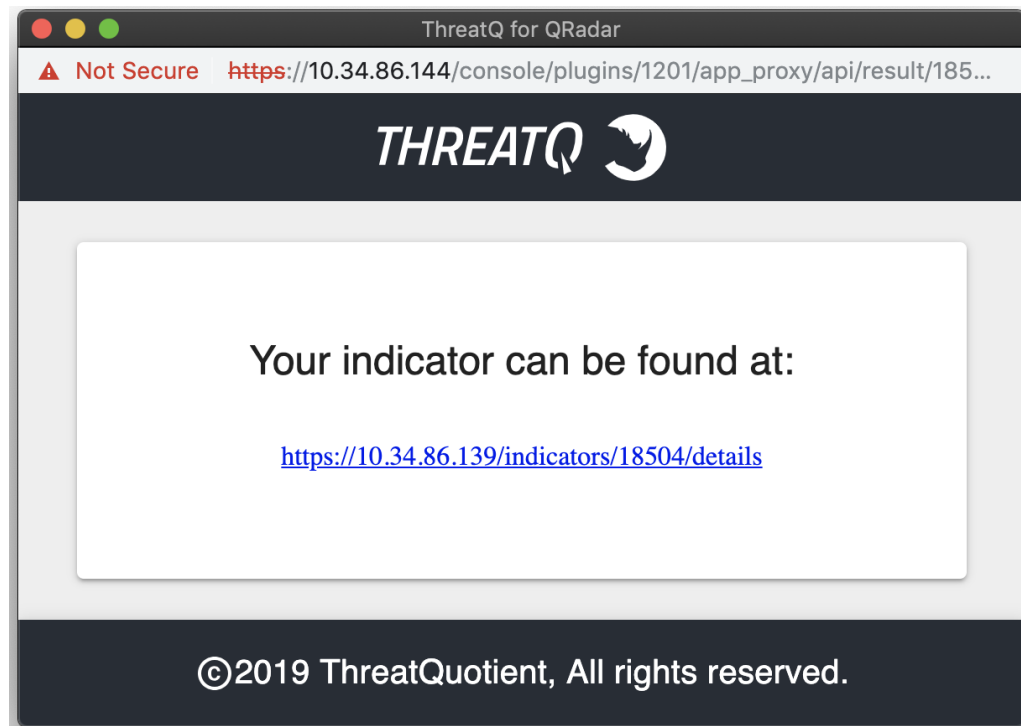 ThreatQ for QRadar
Not Secure https://10.34.86.144/console/plugins/1201/app_proxy/api/result/185...
THREATQ
Your indicator can be found at:
https://10.34.86.139/indicators/18504/details
©2019 ThreatQuotient, All rights reserved.